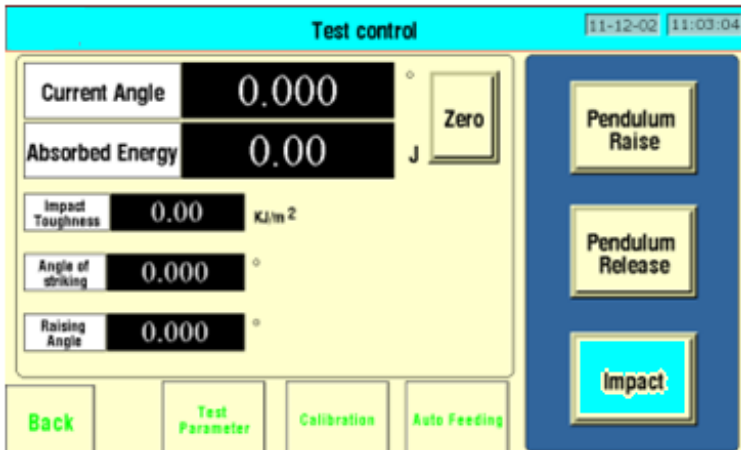 Test control
11-12-02 11:03:04
Current Angle 0.000 °
Zero
Absorbed Energy 0.00 J
Impact
Toughness
0.00 KJ/m²
Angle of
striking
0.000 °
Raising
Angle
0.000 °
Pendulum
Raise
Pendulum
Release
Impact
Back
Test
Parameter
Calibration
Auto Feeding